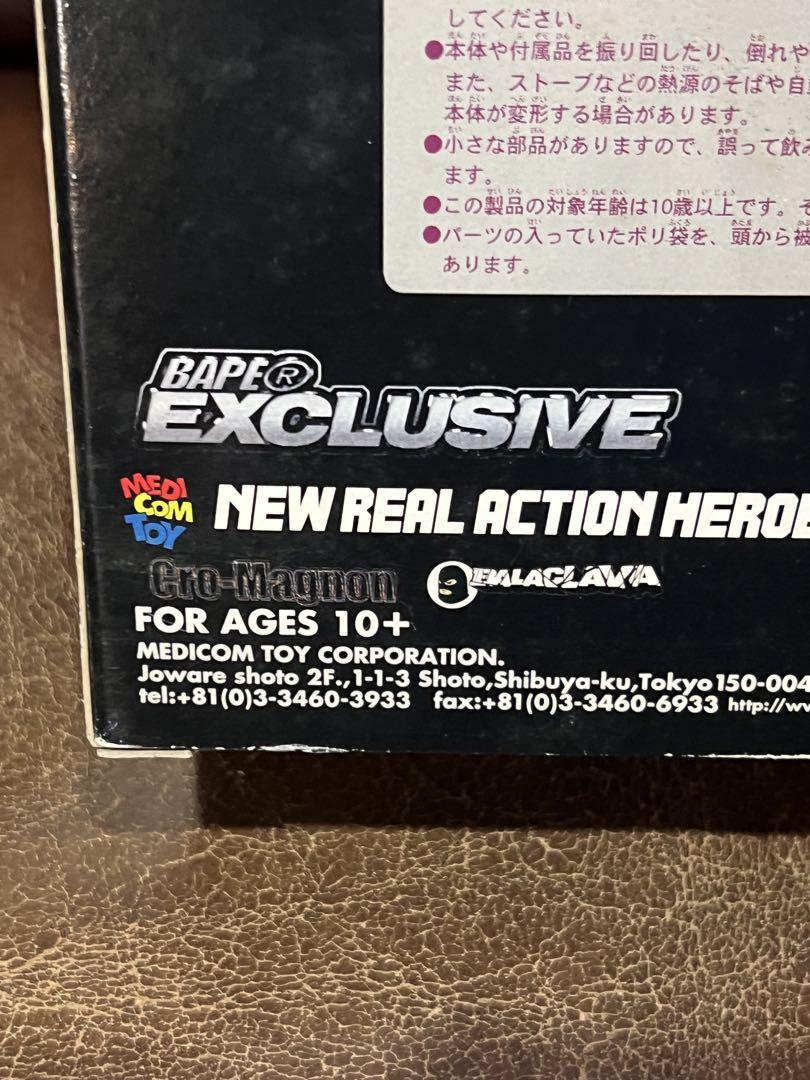 してください。
●本体や付属品を振り回したり、倒れや
また、ストーブなどの熱源のそばや自
本体が変形する場合があります。
●小さな部品がありますので、誤って飲み
ます。
●この製品の対象年齢は10歳以上です。そ
●パーツの入っていたポリ袋を、頭から被
あります。
BAPE®
EXCLUSIVE
MEDI
COM
TOY
NEW REAL ACTION HEROE
Cro-Magnon
FOR AGES 10+
MEDICOM TOY CORPORATION.
Joware shoto 2F.,1-1-3 Shoto,Shibuya-ku,Tokyo 150-004
tel:+81(0)3-3460-3933 fax:+81(0)3-3460-6933 http://w